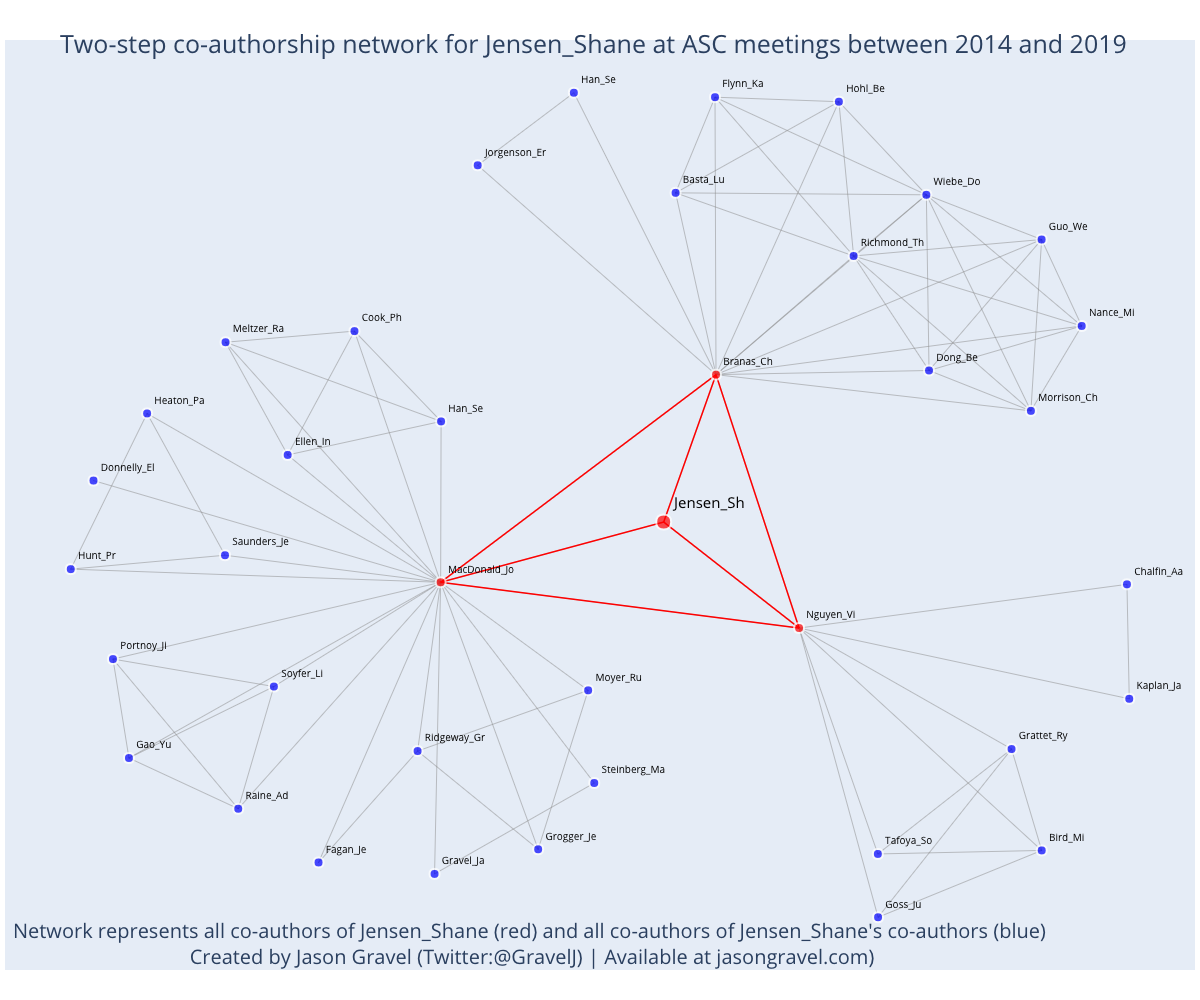 Two-step co-authorship network for Jensen_Shane at ASC meetings between 2014 and 2019
Han_Se
Flynn_Ka
Hohl_Be
Jorgenson_Er
Basta_Lu
Wiebe_Do
Guo_We
Richmond_Th
Nance_Mi
Cook_Ph
Meltzer_Ra
Branas_Ch
Dong_Be
Morrison_Ch
Heaton_Pa
Han_Se
Ellen_In
Donnelly_El
Jensen_Sh
Saunders_Je
Hunt_Pr
MacDonald_Jo
Chalfin_Aa
Nguyen_Vi
Portnoy_Ji
Soyfer_Li
Moyer_Ru
Kaplan_Ja
Gao_Yu
Ridgeway_Gr
Grattet_Ry
Steinberg_Ma
Raine_Ad
Grogger_Je
Tafoya_So
Bird_Mi
Fagan_Je
Gravel_Ja
Goss_Ju
Network represents all co-authors of Jensen_Shane (red) and all co-authors of Jensen_Shane's co-authors (blue)
Created by Jason Gravel (Twitter:@GravelJ) | Available at jasongravel.com)